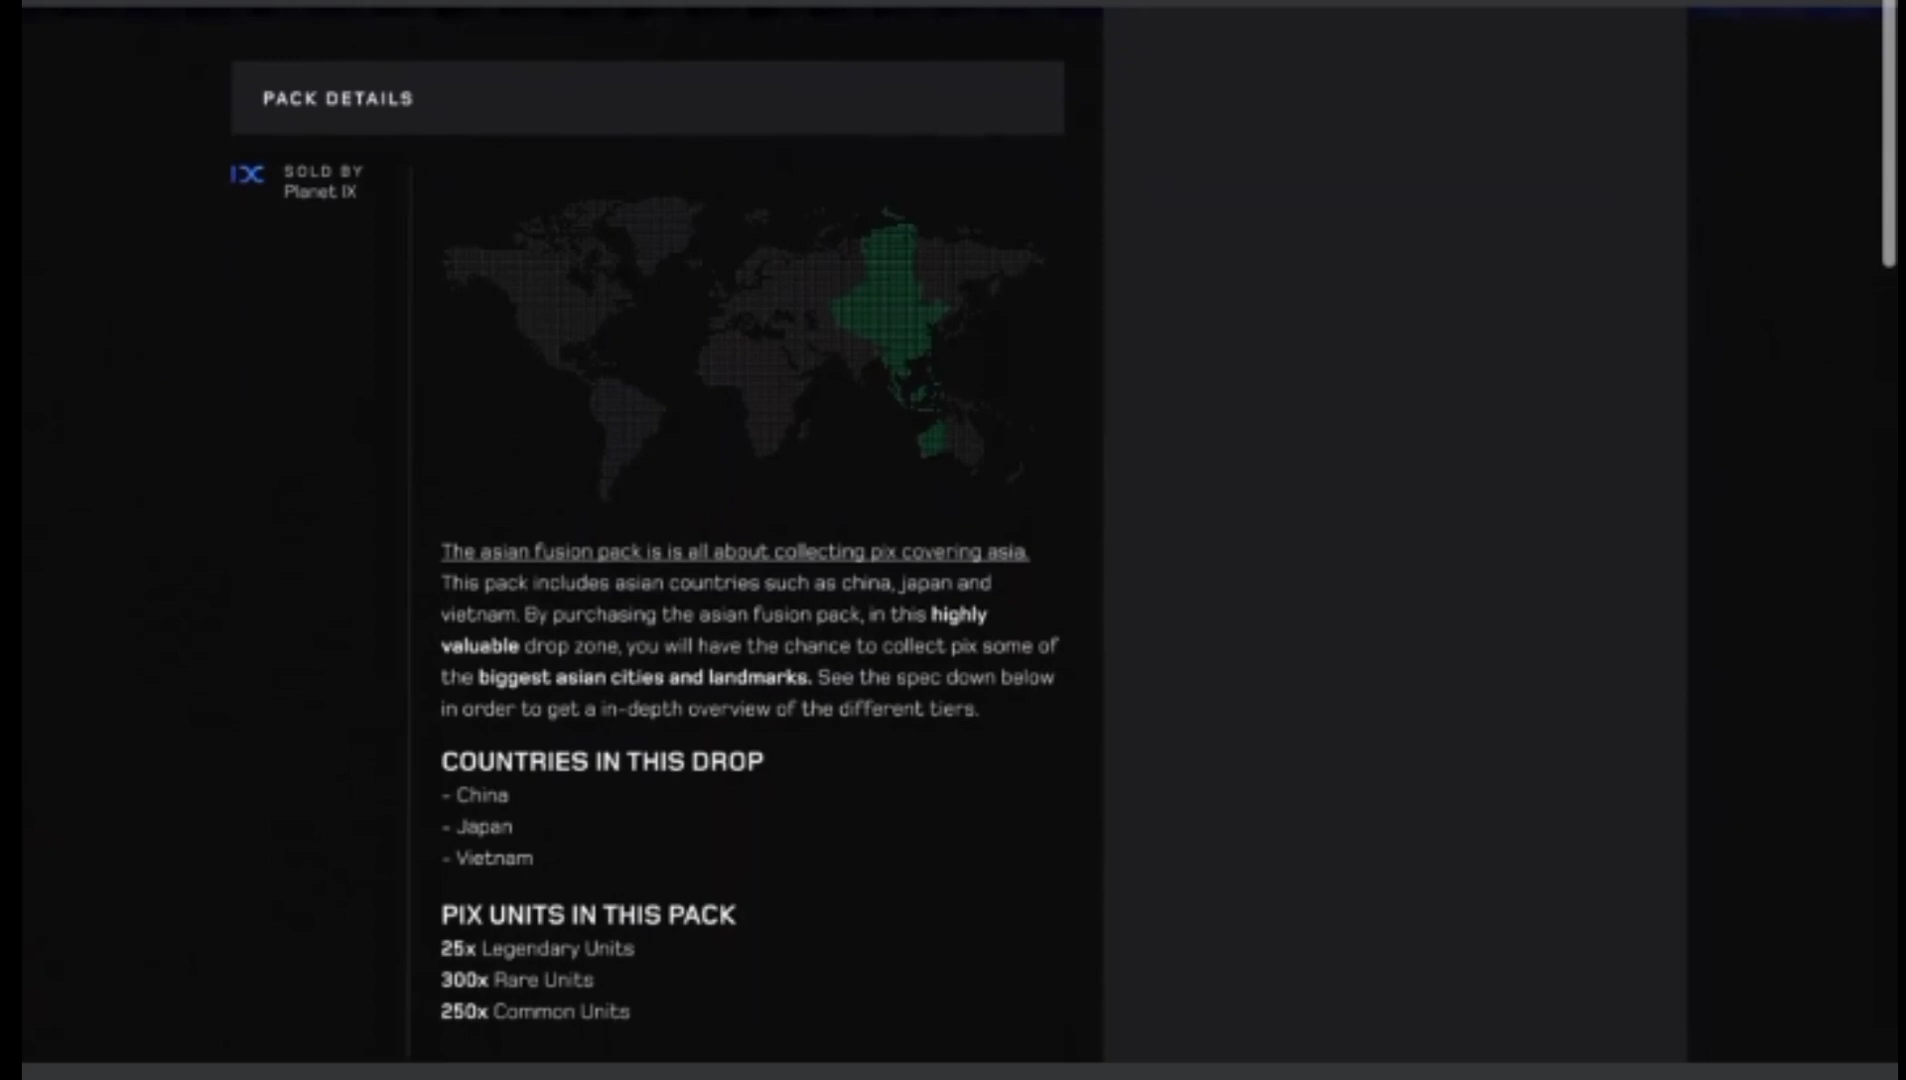 PACK DETAILS
IX SOLD BY
Planet IX
The asian fusion pack is is all about collecting pix covering asia.
This pack includes asian countries such as china, japan and
vietnam. By purchasing the asian fusion pack, in this highly
valuable drop zone, you will have the chance to collect pix some of
the biggest asian cities and landmarks. See the spec down below
in order to get a in-depth overview of the different tiers.
COUNTRIES IN THIS DROP
- China
- Japan
- Vietnam
PIX UNITS IN THIS PACK
25x Legendary Units
300x Rare Units
250x Common Units